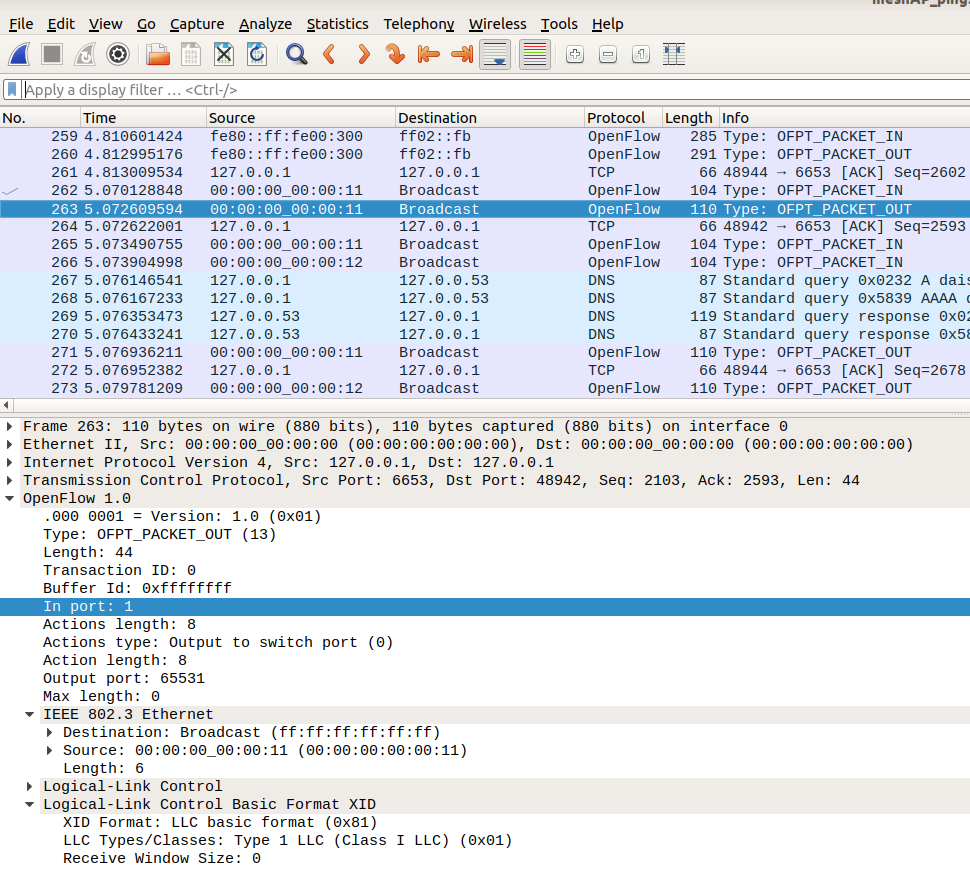 File Edit View Go Capture Analyze Statistics Telephony Wireless Tools Help
Apply a display filter … <Ctrl-/>
No. Time Source Destination Protocol Length Info
259 4.810601424 fe80::ff:fe00:300 ff02::fb OpenFlow 285 Type: OFPT_PACKET_IN
260 4.812995176 fe80::ff:fe00:300 ff02::fb OpenFlow 291 Type: OFPT_PACKET_OUT
261 4.813009534 127.0.0.1 127.0.0.1 TCP 66 48944 → 6653 [ACK] Seq=2602
262 5.070128848 00:00:00_00:00:11 Broadcast OpenFlow 104 Type: OFPT_PACKET_IN
263 5.072609594 00:00:00_00:00:11 Broadcast OpenFlow 110 Type: OFPT_PACKET_OUT
264 5.072622001 127.0.0.1 127.0.0.1 TCP 66 48942 → 6653 [ACK] Seq=2593
265 5.073490755 00:00:00_00:00:11 Broadcast OpenFlow 104 Type: OFPT_PACKET_IN
266 5.073904998 00:00:00_00:00:12 Broadcast OpenFlow 104 Type: OFPT_PACKET_IN
267 5.076146541 127.0.0.1 127.0.0.53 DNS 87 Standard query 0x0232 A dais
268 5.076167233 127.0.0.1 127.0.0.53 DNS 87 Standard query 0x5839 AAAA
269 5.076353473 127.0.0.53 127.0.0.1 DNS 119 Standard query response 0x02
270 5.076433241 127.0.0.53 127.0.0.1 DNS 87 Standard query response 0x58
271 5.076936211 00:00:00_00:00:11 Broadcast OpenFlow 110 Type: OFPT_PACKET_OUT
272 5.076952382 127.0.0.1 127.0.0.1 TCP 66 48944 → 6653 [ACK] Seq=2678
273 5.079781209 00:00:00_00:00:12 Broadcast OpenFlow 110 Type: OFPT_PACKET_OUT
Frame 263: 110 bytes on wire (880 bits), 110 bytes captured (880 bits) on interface 0
Ethernet II, Src: 00:00:00_00:00:00 (00:00:00:00:00:00), Dst: 00:00:00_00:00:00 (00:00:00:00:00:00)
Internet Protocol Version 4, Src: 127.0.0.1, Dst: 127.0.0.1
Transmission Control Protocol, Src Port: 6653, Dst Port: 48942, Seq: 2103, Ack: 2593, Len: 44
OpenFlow 1.0
.000 0001 = Version: 1.0 (0x01)
Type: OFPT_PACKET_OUT (13)
Length: 44
Transaction ID: 0
Buffer Id: 0xffffffff
In port: 1
Actions length: 8
Actions type: Output to switch port (0)
Action length: 8
Output port: 65531
Max length: 0
IEEE 802.3 Ethernet
Destination: Broadcast (ff:ff:ff:ff:ff:ff)
Source: 00:00:00_00:00:11 (00:00:00:00:00:11)
Length: 6
Logical-Link Control
Logical-Link Control Basic Format XID
XID Format: LLC basic format (0x81)
LLC Types/Classes: Type 1 LLC (Class I LLC) (0x01)
Receive Window Size: 0